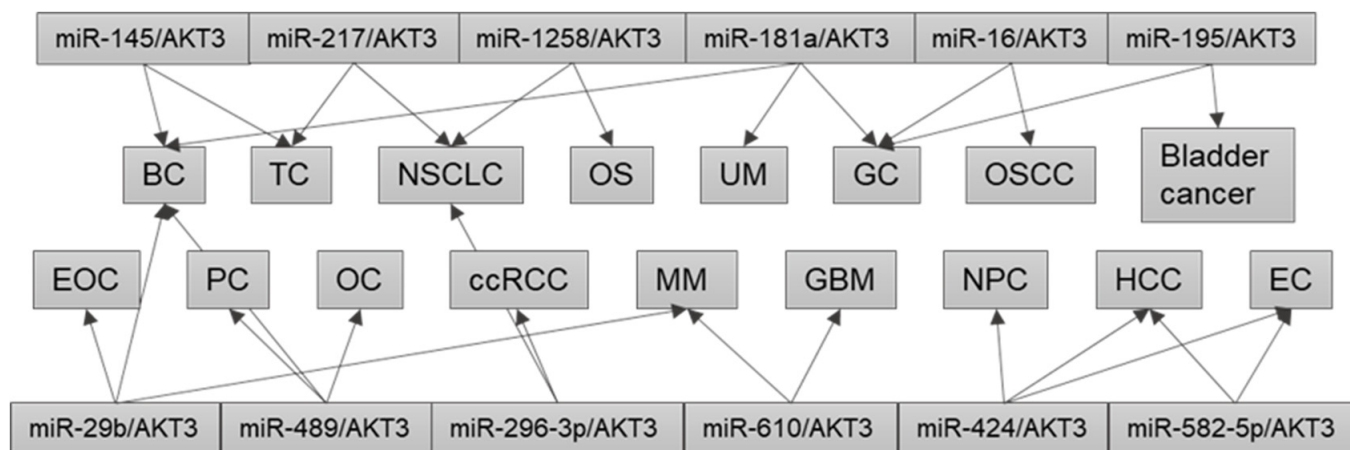 miR-145/AKT3 miR-217/AKT3 miR-1258/AKT3 miR-181a/AKT3 miR-16/AKT3 miR-195/AKT3
BC TC NSCLC OS UM GC OSCC Bladder
cancer
EOC PC OC ccRCC MM GBM NPC HCC EC
miR-29b/AKT3 miR-489/AKT3 miR-296-3p/AKT3 miR-610/AKT3 miR-424/AKT3 miR-582-5p/AKT3